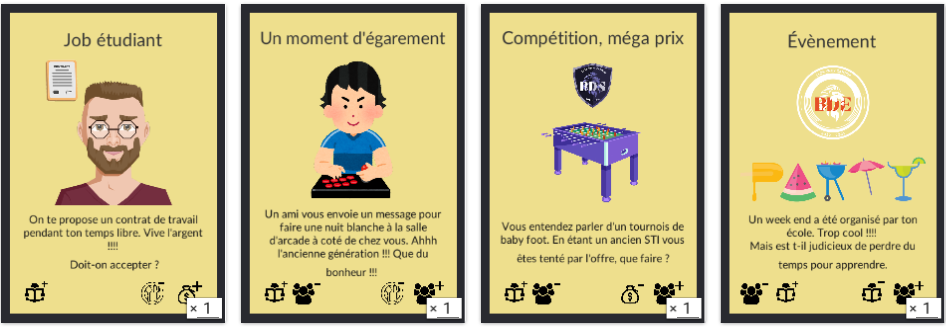 Job étudiant
On te propose un contrat de travail
pendant ton temps libre. Vive l'argent
!!!!
Doit-on accepter ?
× 1
Un moment d'égarement
Un ami vous envoie un message pour
faire une nuit blanche à la salle
d'arcade à coté de chez vous. Ahhh
l'ancienne génération !!! Que du
bonheur !!!
× 1
Compétition, méga prix
BDS
Vous entendez parler d'un tournois de
baby foot. En étant un ancien STI vous
êtes tenté par l'offre, que faire ?
× 1
Évènement
BDE
Un week end a été organisé par ton
école. Trop cool !!!!
Mais est t-il judicieux de perdre du
temps pour apprendre.
× 1